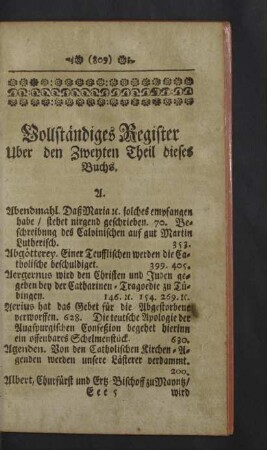 (809)
Vollständiges Register
Uber den Zweyten Theil dieses
Buchs.
A.
Abendmahl. Daß Maria ꝛc. solches empfangen
habe / stehet nirgend geschrieben. 70. Be-
schreibung des Calvinischen auf gut Martin
Lutherisch. 353.
Abgötterey. Einer Teufflischen werden die Ca-
tholische beschuldiget. 399. 405.
Aergernus wird den Christen und Juden ge-
geben bey der Catharinen-Tragoedie zu Tü-
bingen. 146. ꝛc. 154. 269. ꝛc.
Aerius hat das Gebet für die Abgestorbene
verworffen. 628. Die teutsche Apologie der
Augspurgischen Confeßion begehet hierinn
ein offenbares Schelmenstück. 630.
Agenden. Von den Catholischen Kirchen-A-
genden werden unsere Lästerer verdammt.
200.
Albert, Churfürst und Ertz-Bischoff zu Mayntz/
Eee 5 wird